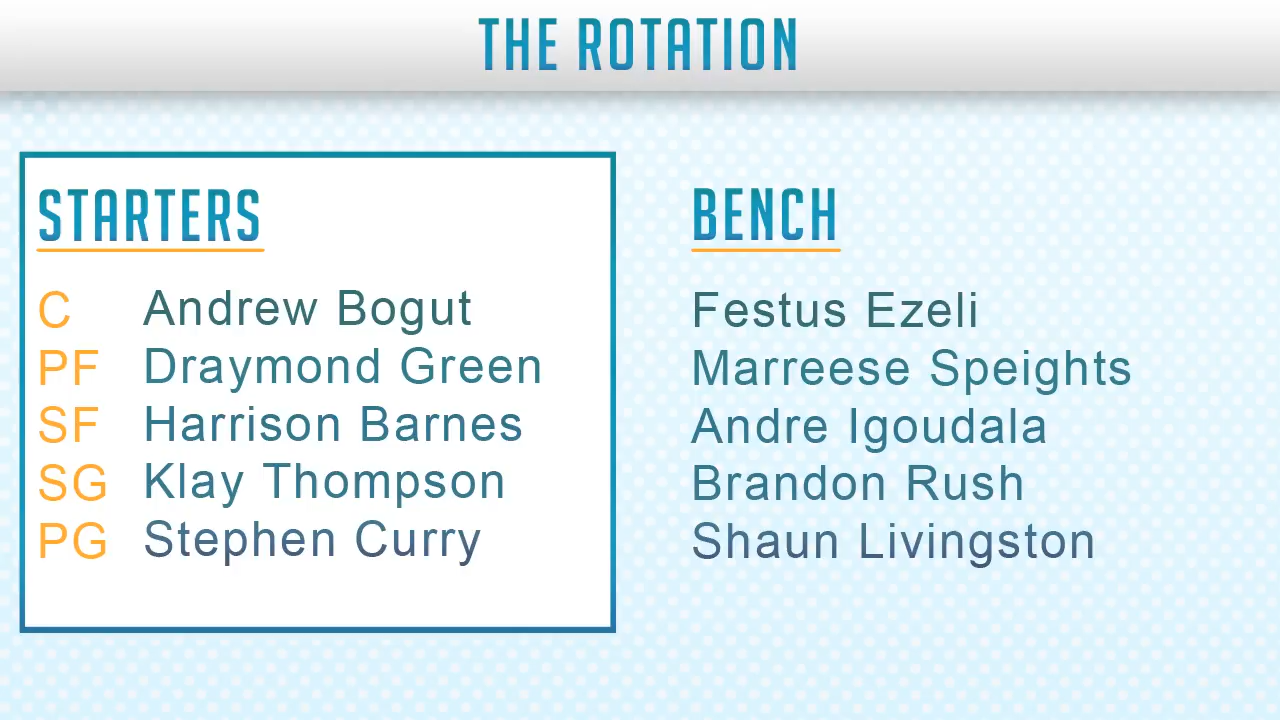 THE ROTATION
STARTERS
C Andrew Bogut
PF Draymond Green
SF Harrison Barnes
SG Klay Thompson
PG Stephen Curry
BENCH
Festus Ezeli
Marreese Speights
Andre Igoudala
Brandon Rush
Shaun Livingston